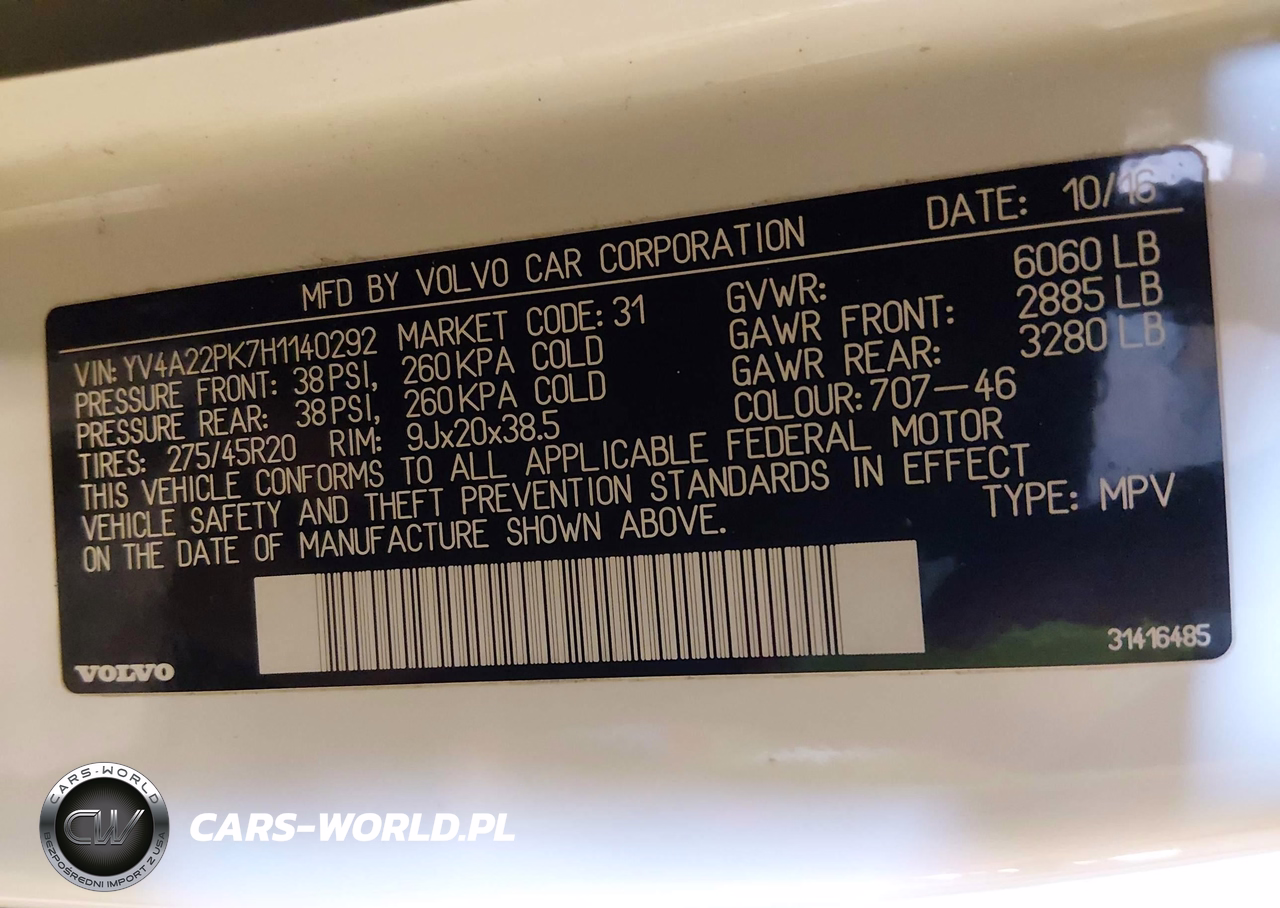 MFD BY VOLVO CAR CORPORATION DATE: 10/16
VIN: YV4A22PK7H1140292 MARKET CODE: 31 GVWR: 6060 LB
PRESSURE FRONT: 38 PSI, 260 KPA COLD GAWR FRONT: 2885 LB
PRESSURE REAR: 38 PSI, 260 KPA COLD GAWR REAR: 3280 LB
TIRES: 275/45R20 RIM: 9Jx20x38.5 COLOUR: 707-46
THIS VEHICLE CONFORMS TO ALL APPLICABLE FEDERAL MOTOR
VEHICLE SAFETY AND THEFT PREVENTION STANDARDS IN EFFECT
ON THE DATE OF MANUFACTURE SHOWN ABOVE. TYPE: MPV
VOLVO
31416485
CARS-WORLD
CW
BEZPOŚREDNI IMPORT Z USA
CARS-WORLD.PL